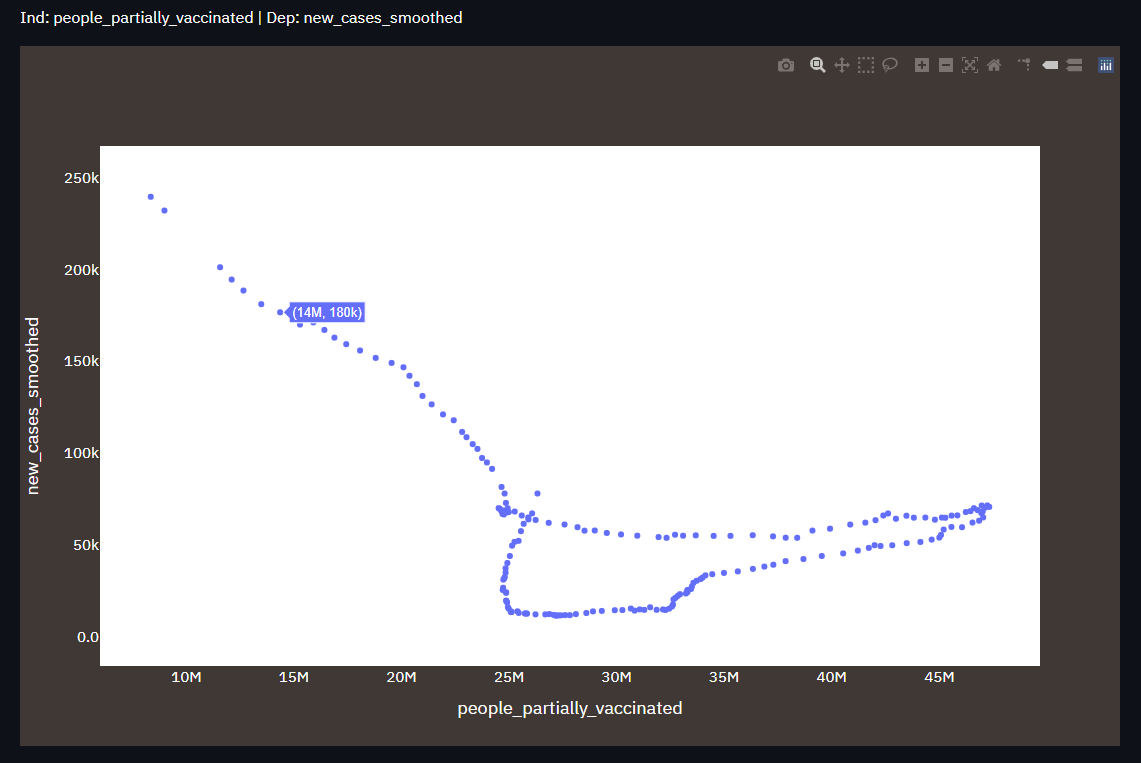 Ind: people_partially_vaccinated | Dep: new_cases_smoothed
250k
200k
150k
100k
50k
0.0
new_cases_smoothed
(14M, 180k)
10M 15M 20M 25M 30M 35M 40M 45M
people_partially_vaccinated